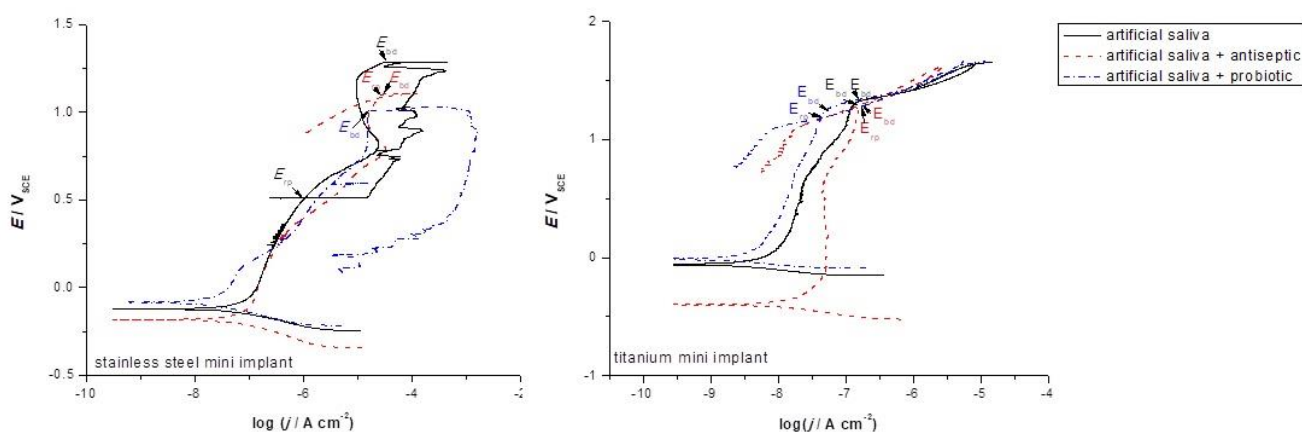 1.5
1.0
0.5
0.0
-0.5
E / V_SCE
-10
-8
-6
-4
-2
log (j / A cm⁻²)
E_bd
E_bd
E_bd
E_rp
stainless steel mini implant
2
1
0
-1
E / V_SCE
-10
-9
-8
-7
-6
-5
-4
log(j / A cm⁻²)
E_bd
E_bd
E_bd
E_rp
E_bd
E_rp
titanium mini implant
artificial saliva
artificial saliva + antiseptic
artificial saliva + probiotic